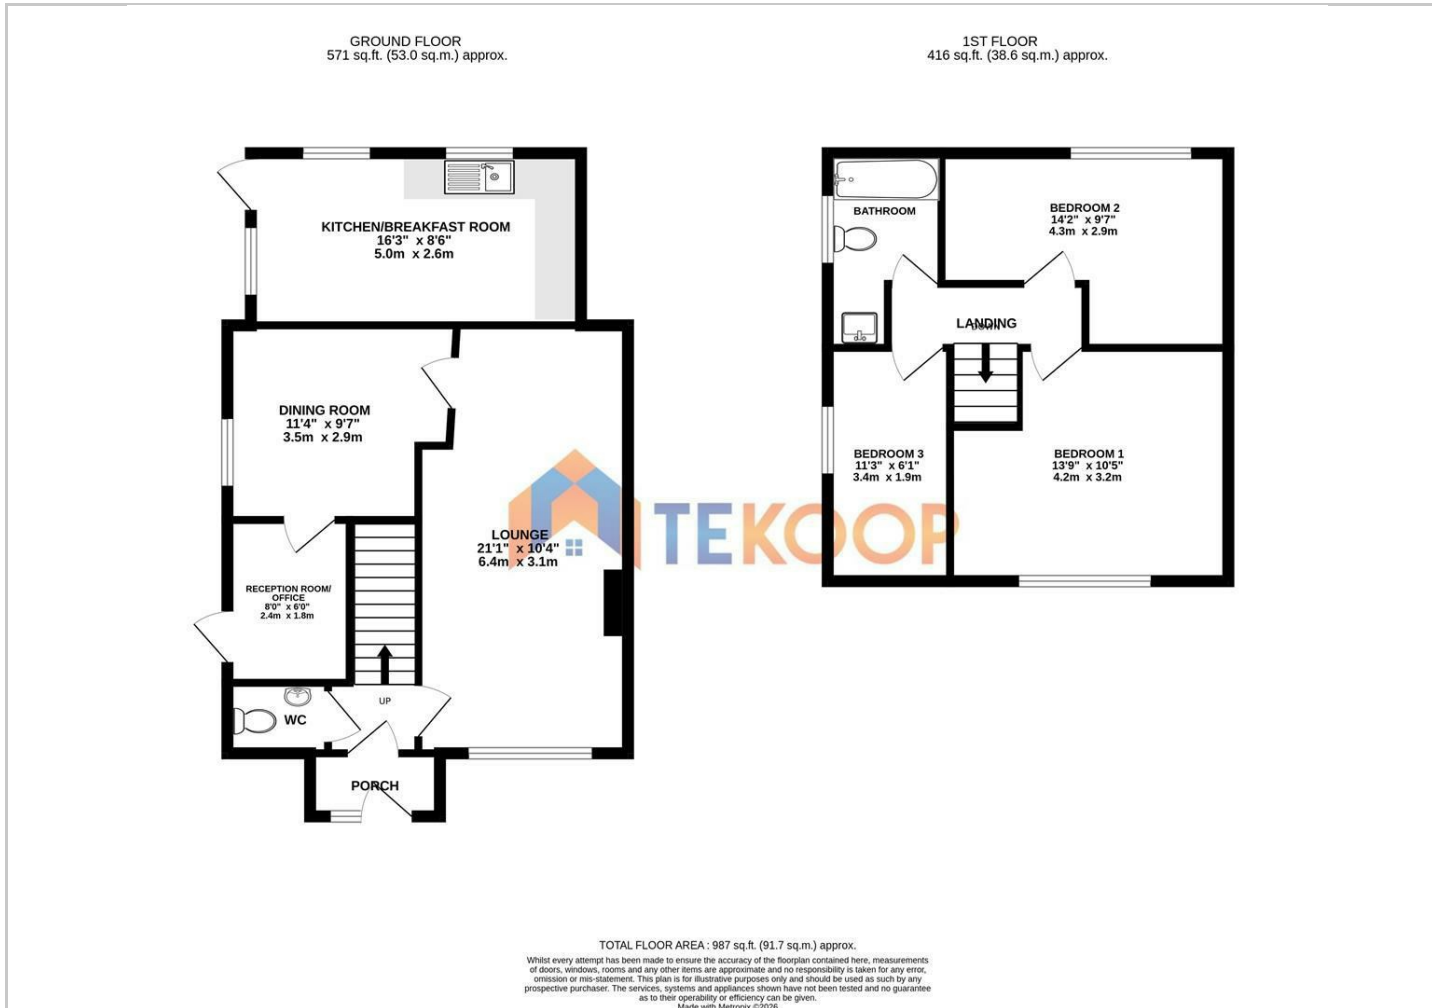 GROUND FLOOR
571 sq.ft. (53.0 sq.m.) approx.
1ST FLOOR
416 sq.ft. (38.6 sq.m.) approx.
KITCHEN/BREAKFAST ROOM
16'3" x 8'6"
5.0m x 2.6m
DINING ROOM
11'4" x 9'7"
3.5m x 2.9m
LOUNGE
21'1" x 10'4"
6.4m x 3.1m
RECEPTION ROOM/
OFFICE
8'0" x 6'0"
2.4m x 1.8m
UP
WC
PORCH
BATHROOM
BEDROOM 2
14'2" x 9'7"
4.3m x 2.9m
LANDING
DOWN
BEDROOM 3
11'3" x 6'1"
3.4m x 1.9m
BEDROOM 1
13'9" x 10'5"
4.2m x 3.2m
TEKOOP
TOTAL FLOOR AREA : 987 sq.ft. (91.7 sq.m.) approx.
Whilst every attempt has been made to ensure the accuracy of the floorplan contained here, measurements
of doors, windows, rooms and any other items are approximate and no responsibility is taken for any error,
omission or mis-statement. This plan is for illustrative purposes only and should be used as such by any
prospective purchaser. The services, systems and appliances shown have not been tested and no guarantee
as to their operability or efficiency can be given.
Made with Metropix ©2026